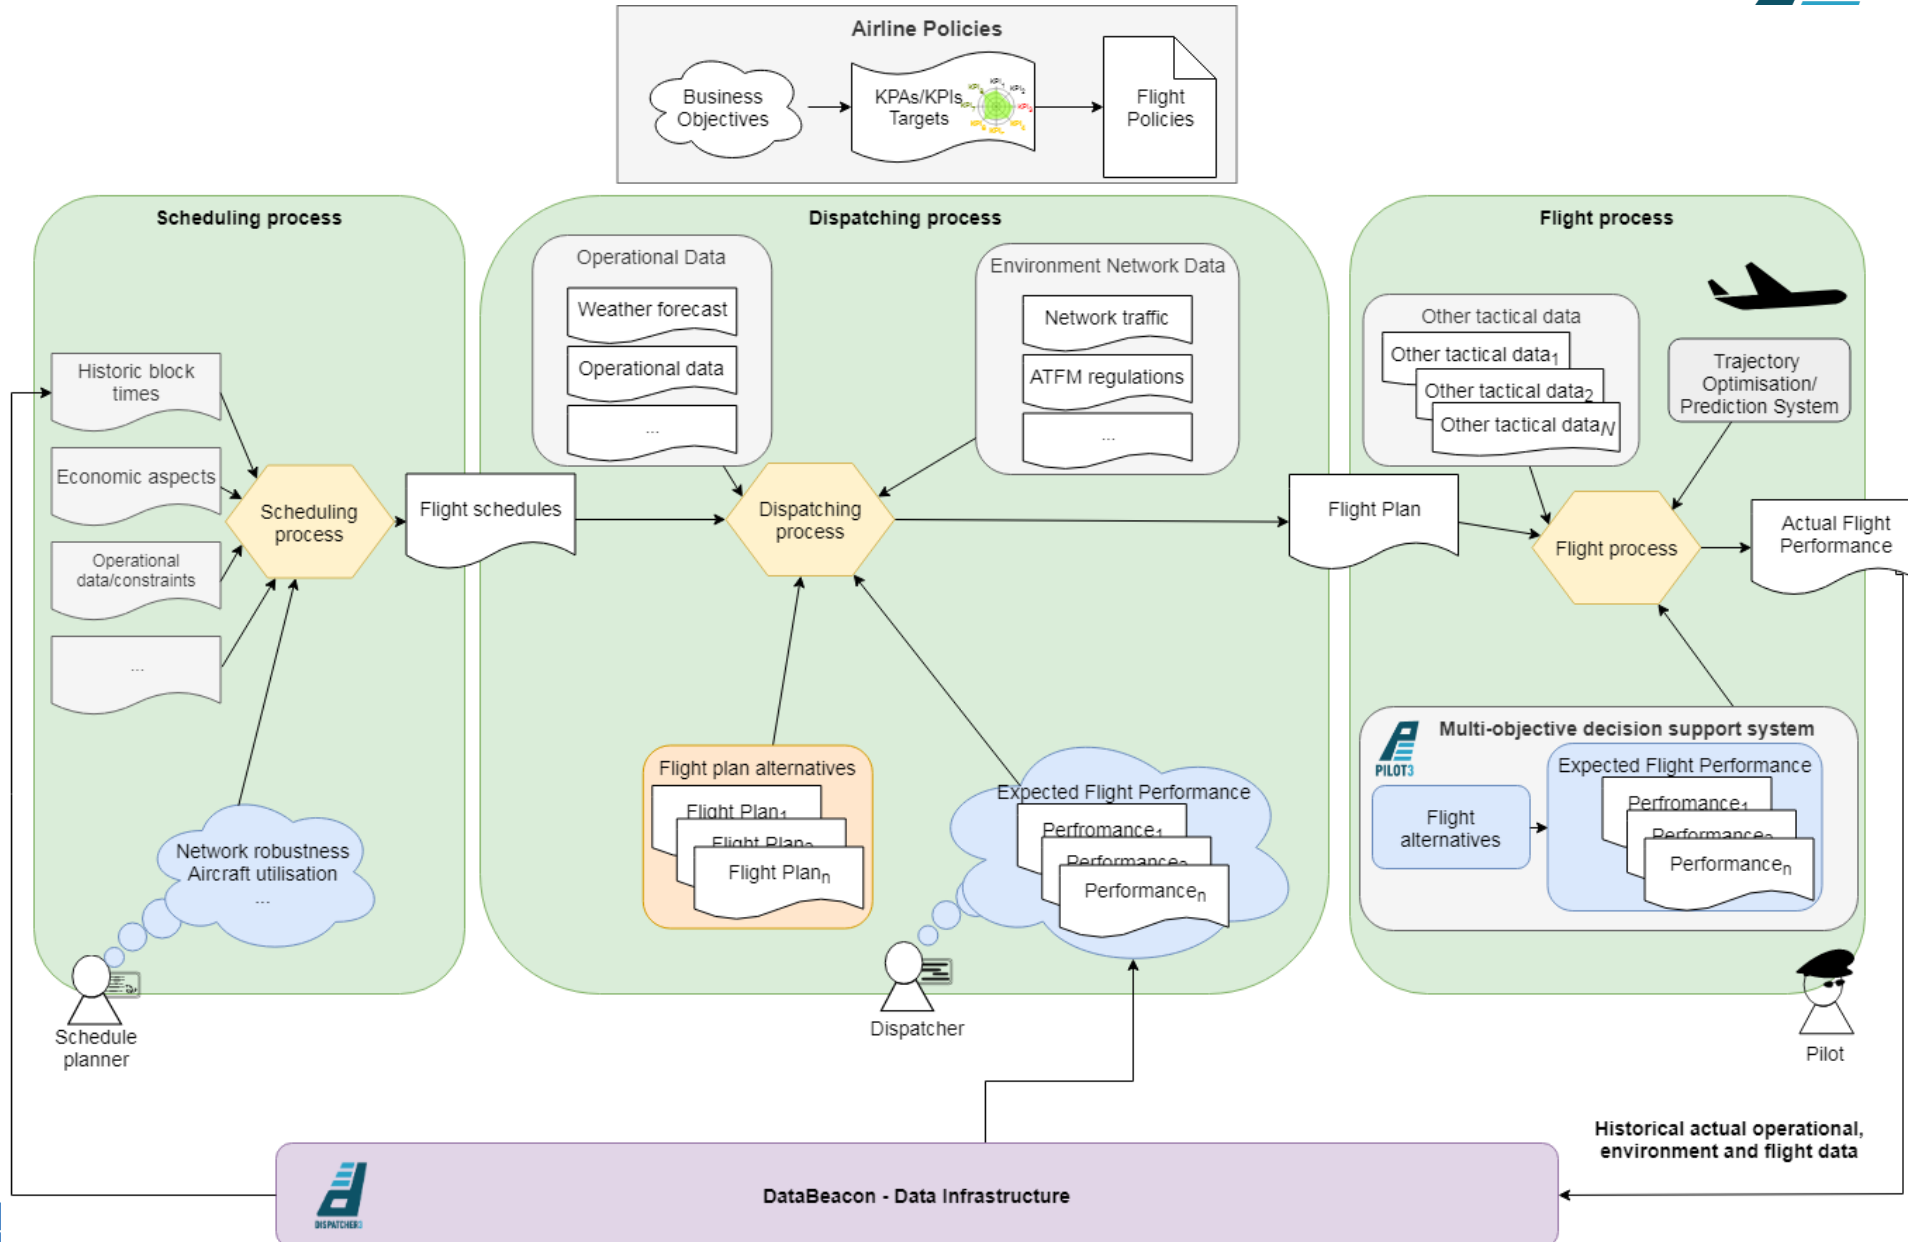 Airline Policies
Business
Objectives
KPAs/KPIs
Targets
Flight
Policies
Scheduling process
Historic block
times
Economic aspects
Operational
data/constraints
...
Scheduling
process
Flight schedules
Network robustness
Aircraft utilisation
...
Schedule
planner
Dispatching process
Operational Data
Weather forecast
Operational data
...
Environment Network Data
Network traffic
ATFM regulations
...
Dispatching
process
Flight Plan
Flight plan alternatives
Flight Plan1
Flight Plan2
Flight Plann
Expected Flight Performance
Perfromance1
Performance2
Performancen
Dispatcher
Flight process
Other tactical data
Other tactical data1
Other tactical data2
Other tactical dataN
Trajectory
Optimisation/
Prediction System
Flight process
Actual Flight
Performance
Multi-objective decision support system
PILOT3
Flight
alternatives
Expected Flight Performance
Perfromance1
Performance2
Performancen
Pilot
Historical actual operational,
environment and flight data
DISPATCHER3
DataBeacon - Data Infrastructure